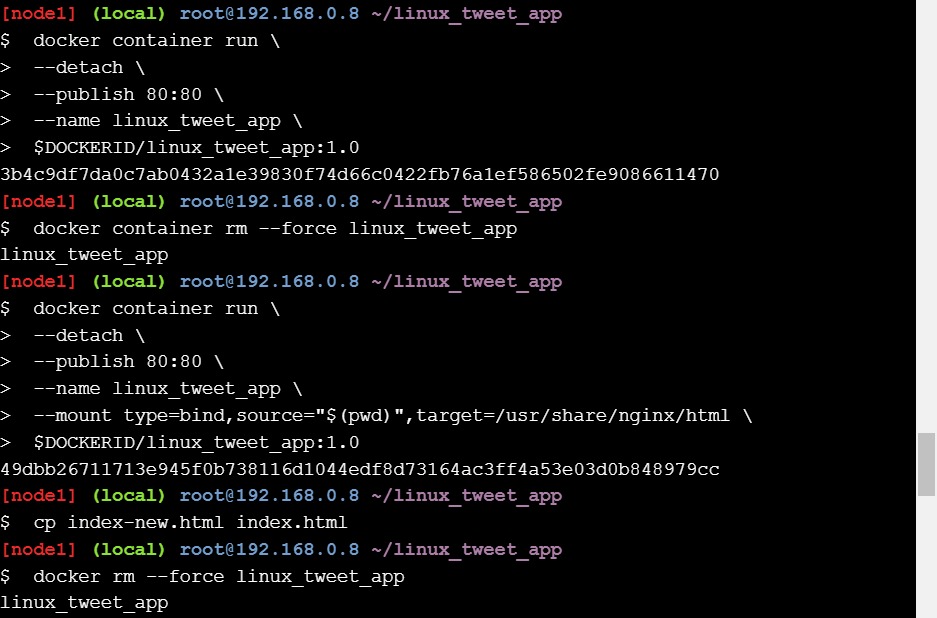 [node1] (local) root@192.168.0.8 ~/linux_tweet_app
$  docker container run \
>  --detach \
>  --publish 80:80 \
>  --name linux_tweet_app \
>  $DOCKERID/linux_tweet_app:1.0
3b4c9df7da0c7ab0432a1e39830f74d66c0422fb76a1ef586502fe9086611470
[node1] (local) root@192.168.0.8 ~/linux_tweet_app
$  docker container rm --force linux_tweet_app
linux_tweet_app
[node1] (local) root@192.168.0.8 ~/linux_tweet_app
$  docker container run \
>  --detach \
>  --publish 80:80 \
>  --name linux_tweet_app \
>  --mount type=bind,source="$(pwd)",target=/usr/share/nginx/html \
>  $DOCKERID/linux_tweet_app:1.0
49dbb26711713e945f0b738116d1044edf8d73164ac3ff4a53e03d0b848979cc
[node1] (local) root@192.168.0.8 ~/linux_tweet_app
$  cp index-new.html index.html
[node1] (local) root@192.168.0.8 ~/linux_tweet_app
$  docker rm --force linux_tweet_app
linux_tweet_app